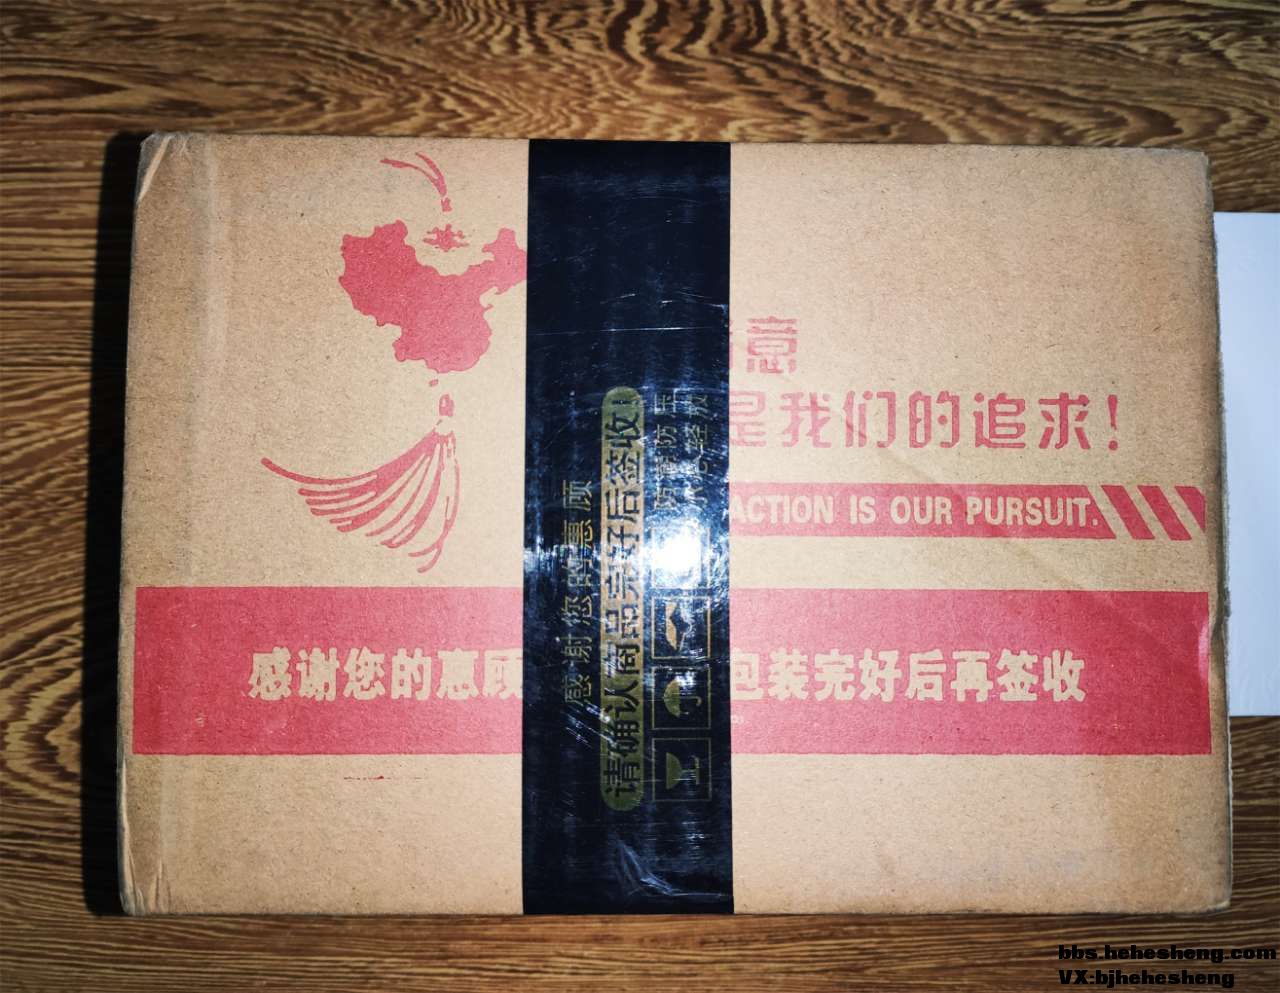 意
是我们的追求！
ACTION IS OUR PURSUIT.
感谢您的惠顾
包装完好后再签收
感谢您的惠顾
请确认商品完好后签收！
bbs.hehesheng.com
VX:bjhehesheng